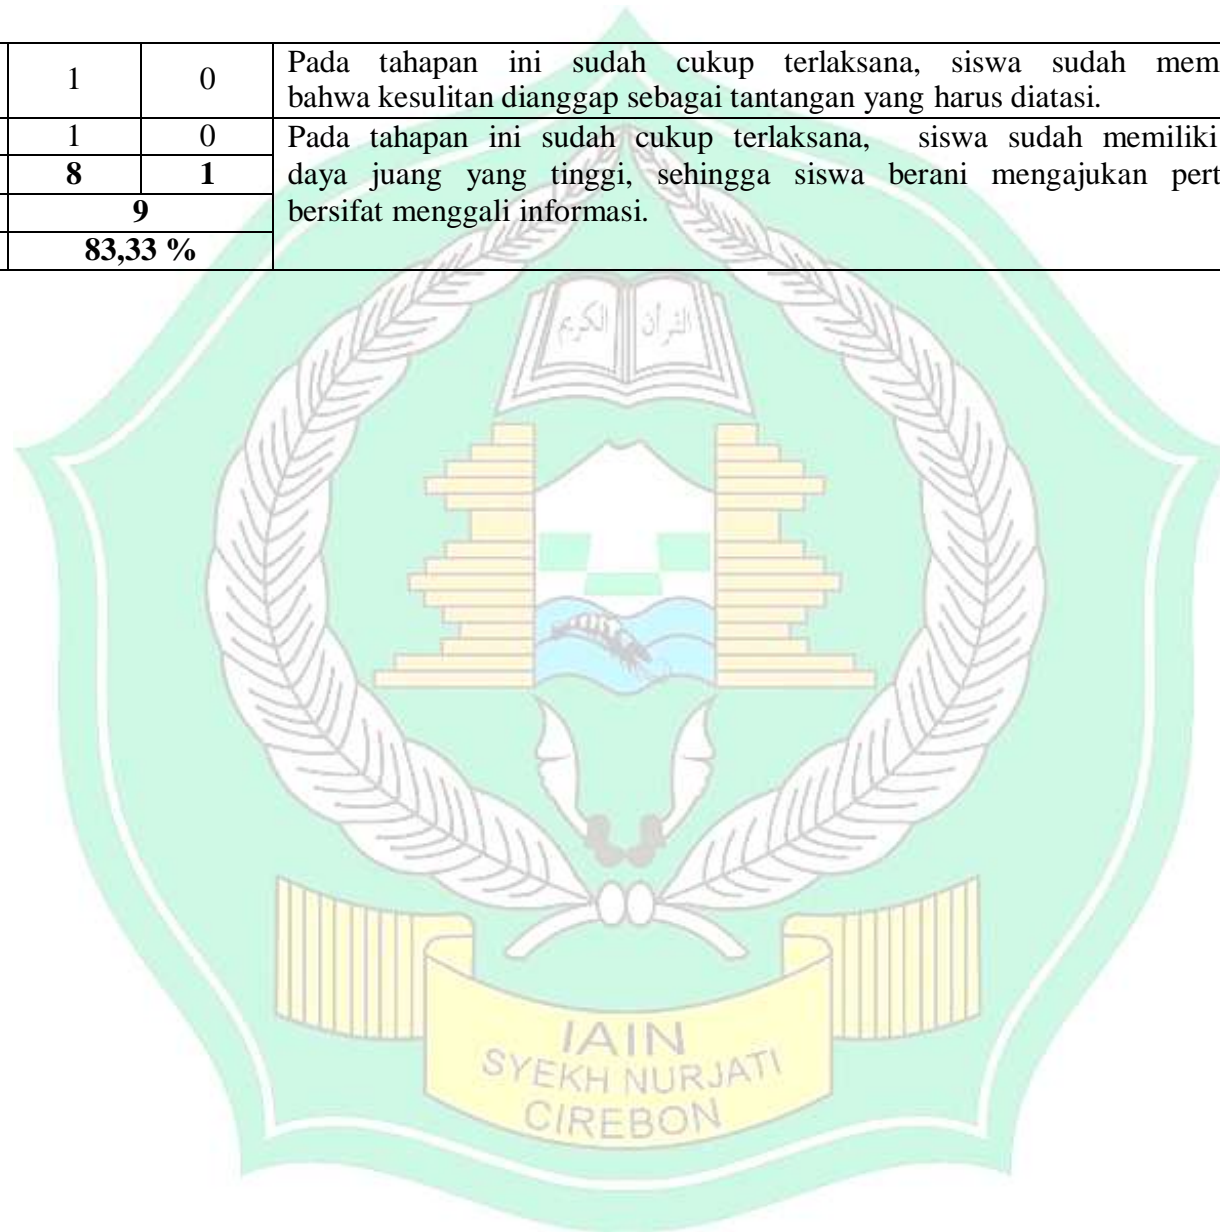 1 0 Pada tahapan ini sudah cukup terlaksana, siswa sudah mem
bahwa kesulitan dianggap sebagai tantangan yang harus diatasi.
1 0 Pada tahapan ini sudah cukup terlaksana, siswa sudah memiliki
8 1 daya juang yang tinggi, sehingga siswa berani mengajukan pert
9 bersifat menggali informasi.
83,33 %
القرآن الكريم
IAIN
SYEKH NURJATI
CIREBON